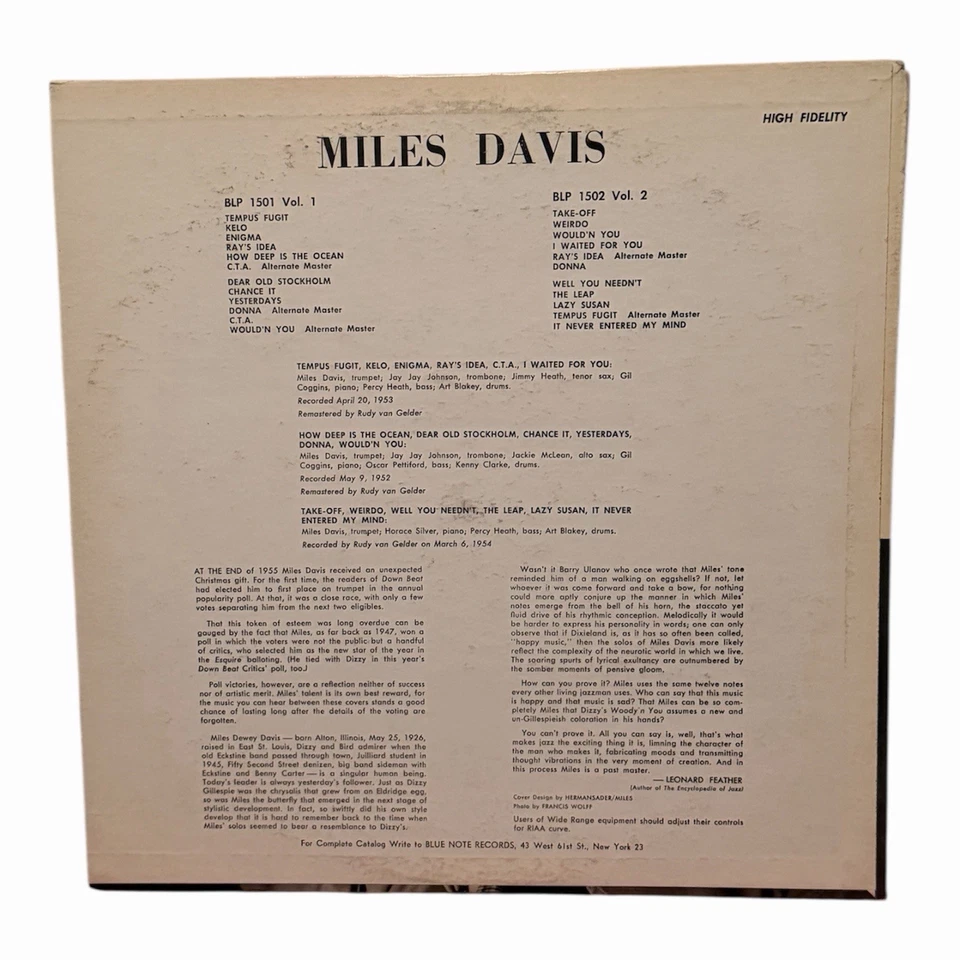 HIGH FIDELITY
MILES DAVIS
BLP 1501 Vol. 1
TEMPUS FUGIT
KELO
ENIGMA
RAY'S IDEA
HOW DEEP IS THE OCEAN
C.T.A. Alternate Master
DEAR OLD STOCKHOLM
CHANCE IT
YESTERDAYS
DONNA Alternate Master
C.T.A.
WOULD'N YOU Alternate Master
BLP 1502 Vol. 2
TAKE-OFF
WEIRDO
WOULD'N YOU
I WAITED FOR YOU
RAY'S IDEA Alternate Master
DONNA
WELL YOU NEEDN'T
THE LEAP
LAZY SUSAN
TEMPUS FUGIT Alternate Master
IT NEVER ENTERED MY MIND
TEMPUS FUGIT, KELO, ENIGMA, RAY'S IDEA, C.T.A., I WAITED FOR YOU:
Miles Davis, trumpet; Jay Jay Johnson, trombone; Jimmy Heath, tenor sax; Gil
Coggins, piano; Percy Heath, bass; Art Blakey, drums.
Recorded April 20, 1953
Remastered by Rudy van Gelder
HOW DEEP IS THE OCEAN, DEAR OLD STOCKHOLM, CHANCE IT, YESTERDAYS,
DONNA, WOULD'N YOU:
Miles Davis, trumpet; Jay Jay Johnson, trombone; Jackie McLean, alto sax; Gil
Coggins, piano; Oscar Pettiford, bass; Kenny Clarke, drums.
Recorded May 9, 1952
Remastered by Rudy van Gelder
TAKE-OFF, WEIRDO, WELL YOU NEEDN'T, THE LEAP, LAZY SUSAN, IT NEVER
ENTERED MY MIND:
Miles Davis, trumpet; Horace Silver, piano; Percy Heath, bass; Art Blakey, drums.
Recorded by Rudy van Gelder on March 6, 1954
AT THE END of 1955 Miles Davis received an unexpected
Christmas gift. For the first time, the readers of Down Beat
had elected him to first place on trumpet in the annual
popularity poll. At that, it was a close race, with only a few
votes separating him from the next two eligibles.
That this token of esteem was long overdue can be
gauged by the fact that Miles, as far back as 1947, won a
poll in which the voters were not the public but a handful
of critics, who selected him as the new star of the year in
the Esquire balloting. (He tied with Dizzy in this year's
Down Beat Critics' poll, too.)
Poll victories, however, are a reflection neither of success
nor of artistic merit. Miles' talent is its own best reward, for
the music you can hear between these covers stands a good
chance of lasting long after the details of the voting are
forgotten.
Miles Dewey Davis — born Alton, Illinois, May 25, 1926,
raised in East St. Louis, Dizzy and Bird admirer when the
old Eckstine band passed through town, Juilliard student in
1945, Fifty Second Street denizen, big band sideman with
Eckstine and Benny Carter — is a singular human being.
Today's leader is always yesterday's follower. Just as Dizzy
Gillespie was the chrysalis that grew from an Eldridge egg,
so was Miles the butterfly that emerged in the next stage of
stylistic development. In fact, so swiftly did his own style
develop that it is hard to remember back to the time when
Miles' solos seemed to bear a resemblance to Dizzy's.
Wasn't it Barry Ulanov who once wrote that Miles' tone
reminded him of a man walking on eggshells? If not, let
whoever it was come forward and take a bow, for nothing
could more aptly conjure up the manner in which Miles'
notes emerge from the bell of his horn, the staccato yet
fluid drive of his rhythmic conception. Melodically it would
be harder to express his personality in words; one can only
observe that if Dixieland is, as it has so often been called,
"happy music," then the solos of Miles Davis more likely
reflect the complexity of the neurotic world in which we live.
The soaring spurts of lyrical exultancy are outnumbered by
the somber moments of pensive gloom.
How can you prove it? Miles uses the same twelve notes
every other living jazzman uses. Who can say that this music
is happy and that music is sad? That Miles can be so com-
pletely Miles that Dizzy's Woody'n You assumes a new and
un-Gillespieish coloration in his hands?
You can't prove it. All you can say is, well, that's what
makes jazz the exciting thing it is, limning the character of
the man who makes it, fabricating moods and transmitting
thought vibrations in the very moment of creation. And in
this process Miles is a past master.
— LEONARD FEATHER
(Author of The Encyclopedia of Jazz)
Cover Design by HERMANSADER/MILES
Photo by FRANCIS WOLFF
Users of Wide Range equipment should adjust their controls
for RIAA curve.
For Complete Catalog Write to BLUE NOTE RECORDS, 43 West 61st St., New York 23